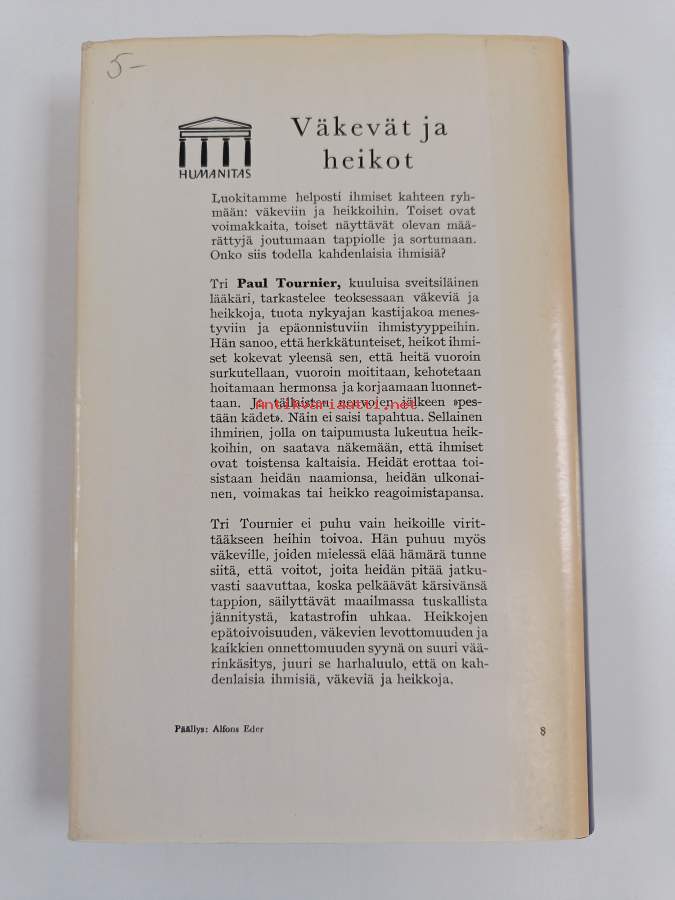 5-
HUMANITAS
Väkevät ja
heikot
Luokitamme helposti ihmiset kahteen ryh-
mään: väkeviin ja heikkoihin. Toiset ovat
voimakkaita, toiset näyttävät olevan mää-
rättyjä joutumaan tappiolle ja sortumaan.
Onko siis todella kahdenlaisia ihmisiä?
Tri Paul Tournier, kuuluisa sveitsiläinen
lääkäri, tarkastelee teoksessaan väkeviä ja
heikkoja, tuota nykyajan kastijakoa menes-
tyviin ja epäonnistuviin ihmistyyppeihin.
Hän sanoo, että herkkätunteiset, heikot ihmi-
set kokevat yleensä sen, että heitä vuoroin
surkutellaan, vuoroin moititaan, kehotetaan
hoitamaan hermonsa ja korjaamaan luonnet-
taan. Ja tällaisten neuvojen jälkeen »pes-
Antikvariaatti.net
tään kädet». Näin ei saisi tapahtua. Sellainen
ihminen, jolla on taipumusta lukeutua heik-
koihin, on saatava näkemään, että ihmiset
ovat toistensa kaltaisia. Heidät erottaa toi-
sistaan heidän naamionsa, heidän ulkonai-
nen, voimakas tai heikko reagoimistapansa.
Tri Tournier ei puhu vain heikoille virit-
tääkseen heihin toivoa. Hän puhuu myös
väkeville, joiden mielessä elää hämärä tunne
siitä, että voitot, joita heidän pitää jatku-
vasti saavuttaa, koska pelkäävät kärsivänsä
tappion, säilyttävät maailmassa tuskallista
jännitystä, katastrofin uhkaa. Heikkojen
epätoivoisuuden, väkevien levottomuuden ja
kaikkien onnettomuuden syynä on suuri vää-
rinkäsitys, juuri se harhaluulo, että on kah-
denlaisia ihmisiä, väkeviä ja heikkoja.
Päällys: Alfons Eder
8